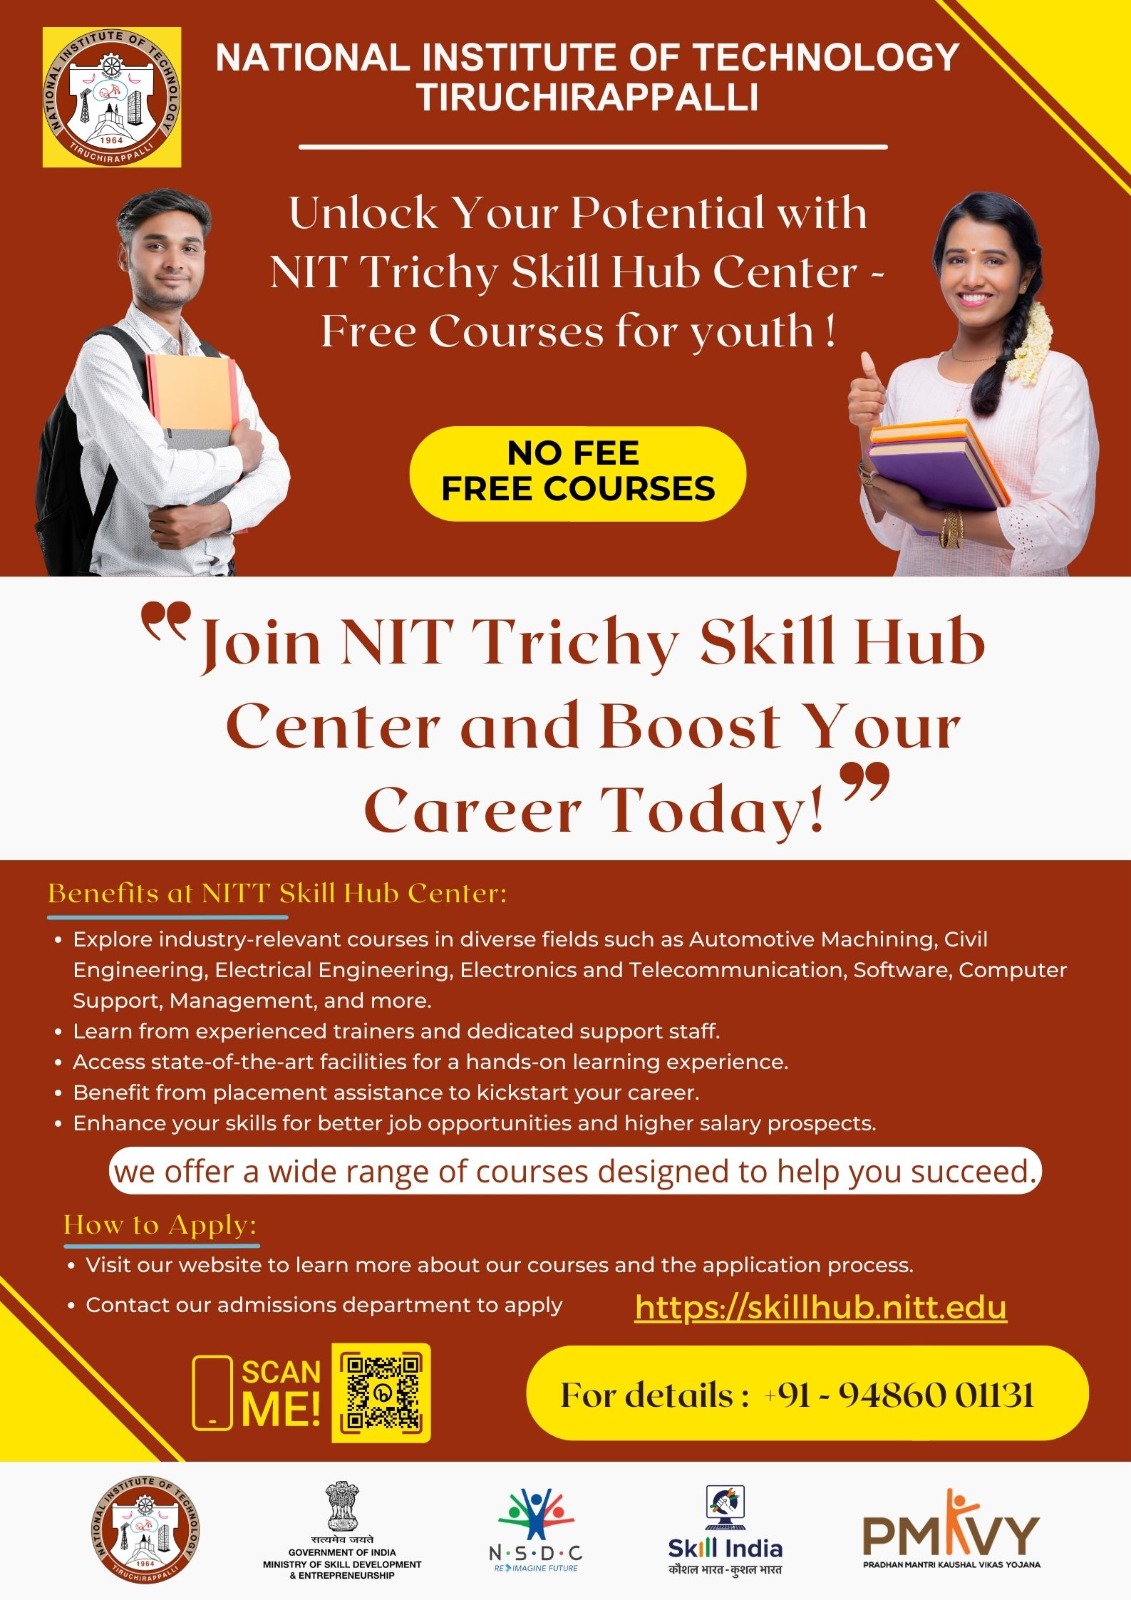 NATIONAL INSTITUTE OF TECHNOLOGY
TIRUCHIRAPPALLI
1964
NATIONAL INSTITUTE OF TECHNOLOGY
TIRUCHIRAPPALLI
Unlock Your Potential with
NIT Trichy Skill Hub Center -
Free Courses for youth !
NO FEE
FREE COURSES
❞Join NIT Trichy Skill Hub
Center and Boost Your
Career Today!❞
Benefits at NITT Skill Hub Center:
• Explore industry-relevant courses in diverse fields such as Automotive Machining, Civil
Engineering, Electrical Engineering, Electronics and Telecommunication, Software, Computer
Support, Management, and more.
• Learn from experienced trainers and dedicated support staff.
• Access state-of-the-art facilities for a hands-on learning experience.
• Benefit from placement assistance to kickstart your career.
• Enhance your skills for better job opportunities and higher salary prospects.
we offer a wide range of courses designed to help you succeed.
How to Apply:
• Visit our website to learn more about our courses and the application process.
• Contact our admissions department to apply
https://skillhub.nitt.edu
SCAN
ME!
For details : +91 - 94860 01131
NATIONAL INSTITUTE OF TECHNOLOGY
1964
TIRUCHIRAPPALLI
सत्यमेव जयते
GOVERNMENT OF INDIA
MINISTRY OF SKILL DEVELOPMENT
& ENTREPRENEURSHIP
N·S·D·C
RE IMAGINE FUTURE
Skill India
कौशल भारत-कुशल भारत
PMKVY
PRADHAN MANTRI KAUSHAL VIKAS YOJANA